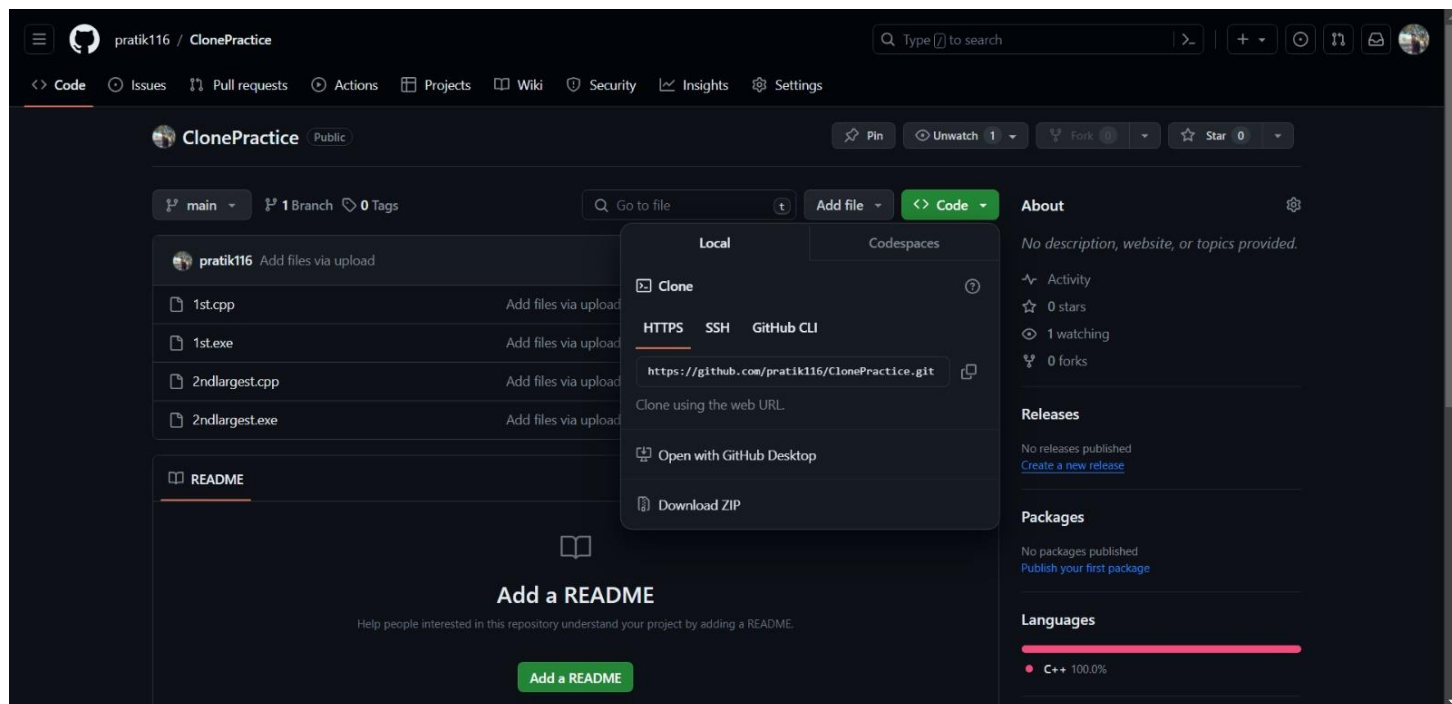 pratik116 / ClonePractice
Type / to search
Code Issues Pull requests Actions Projects Wiki Security Insights Settings
ClonePractice Public
Pin Unwatch 1 Fork 0 Star 0
main 1 Branch 0 Tags
Go to file t Add file Code
pratik116 Add files via upload
1st.cpp Add files via upload
1st.exe Add files via upload
2ndlargest.cpp Add files via upload
2ndlargest.exe Add files via upload
Local Codespaces
Clone
HTTPS SSH GitHub CLI
https://github.com/pratik116/ClonePractice.git
Clone using the web URL.
Open with GitHub Desktop
Download ZIP
README
Add a README
Help people interested in this repository understand your project by adding a README.
Add a README
About
No description, website, or topics provided.
Activity
0 stars
1 watching
0 forks
Releases
No releases published
Create a new release
Packages
No packages published
Publish your first package
Languages
C++ 100.0%